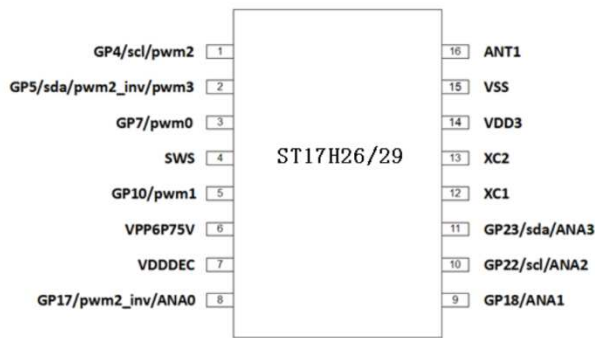 GP4/scl/pwm2 1 16 ANT1
GP5/sda/pwm2_inv/pwm3 2 15 VSS
GP7/pwm0 3 14 VDD3
SWS 4 ST17H26/29 13 XC2
GP10/pwm1 5 12 XC1
VPP6P75V 6 11 GP23/sda/ANA3
VDDDEC 7 10 GP22/scl/ANA2
GP17/pwm2_inv/ANA0 8 9 GP18/ANA1